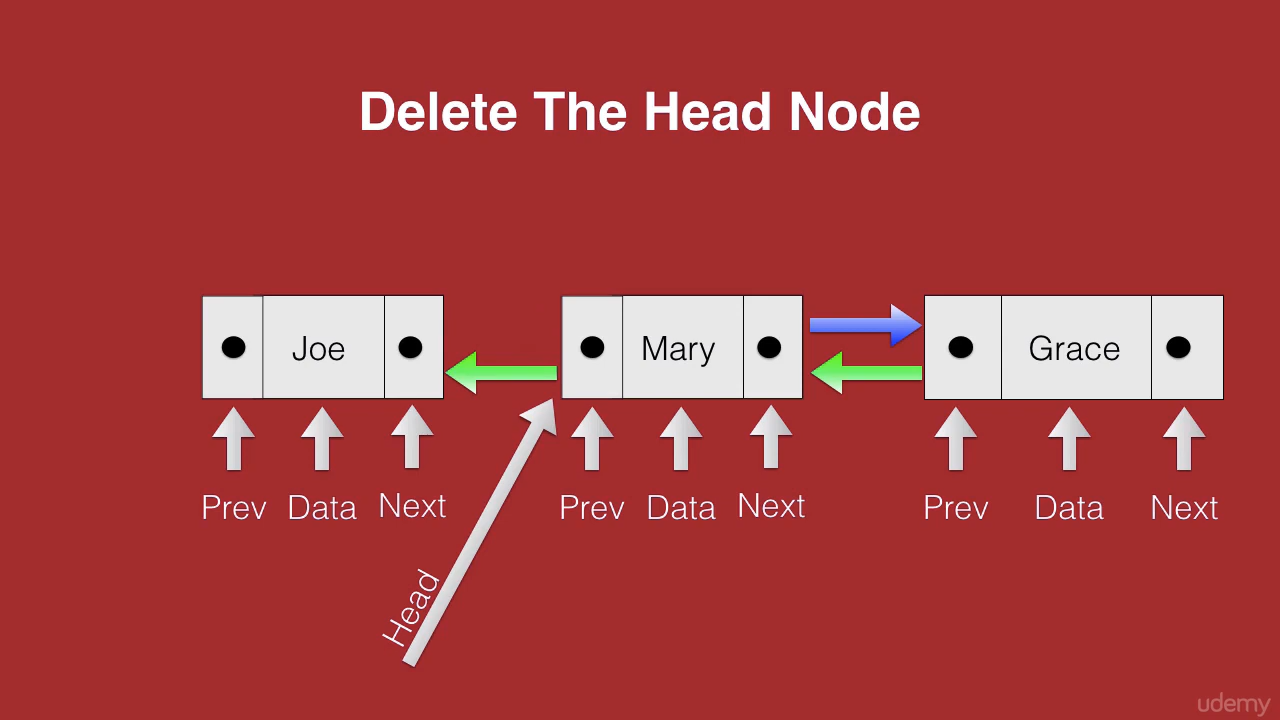 Delete The Head Node
Joe
Mary
Grace
Prev Data Next
Prev Data Next
Prev Data Next
Head
udemy